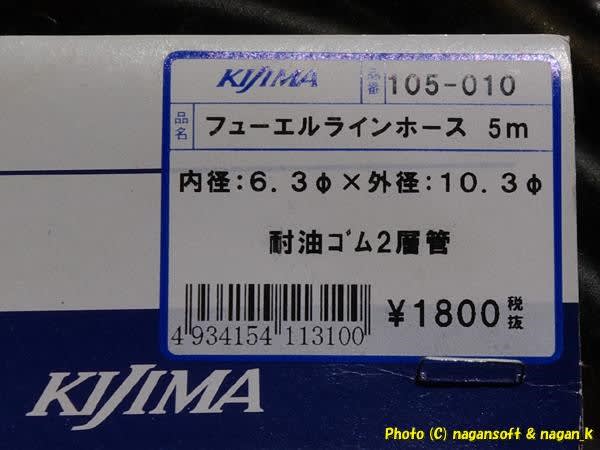 KIJIMA 品番 105-010
品名 フューエルラインホース 5m
内径:6.3φ×外径:10.3φ
耐油ｺﾞﾑ2層管
4 934154 113100
¥1800 税抜
KIJIMA
Photo (C) nagansoft & nagan_k